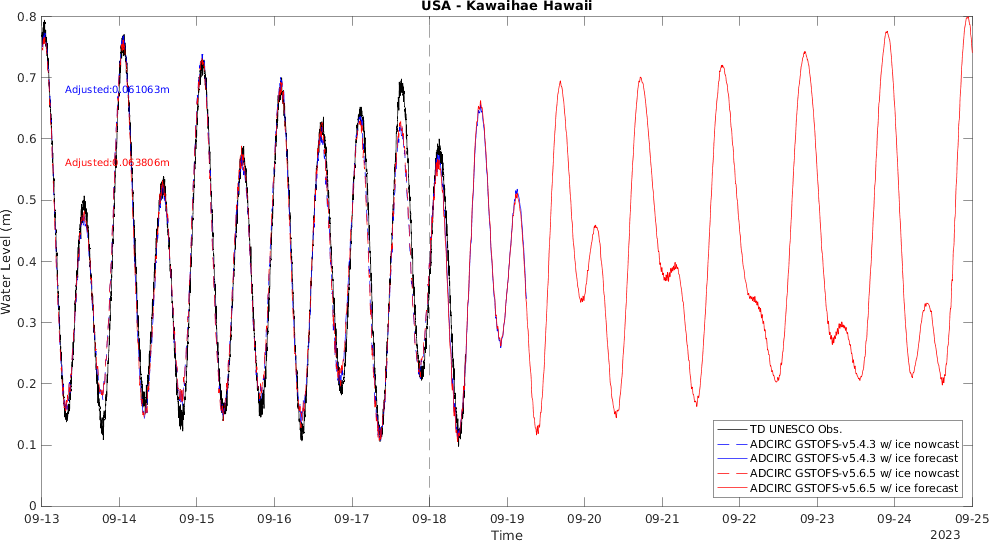 USA - Kawaihae Hawaii
0.8
0.7
Adjusted:0.061063m
0.6
Adjusted:0.063806m
0.5
0.4
0.3
0.2
0.1
0
Water Level (m)
TD UNESCO Obs.
ADCIRC GSTOFS-v5.4.3 w/ ice nowcast
ADCIRC GSTOFS-v5.4.3 w/ ice forecast
ADCIRC GSTOFS-v5.6.5 w/ ice nowcast
ADCIRC GSTOFS-v5.6.5 w/ ice forecast
09-13 09-14 09-15 09-16 09-17 09-18 09-19 09-20 09-21 09-22 09-23 09-24 09-25
Time
2023